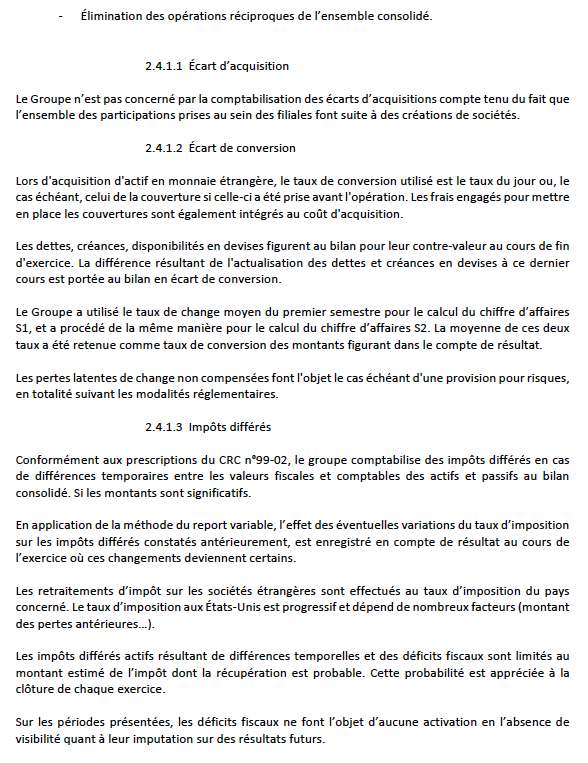 - Élimination des opérations réciproques de l’ensemble consolidé.
2.4.1.1 Écart d’acquisition
Le Groupe n’est pas concerné par la comptabilisation des écarts d’acquisitions compte tenu du fait que
l’ensemble des participations prises au sein des filiales font suite à des créations de sociétés.
2.4.1.2 Écart de conversion
Lors d'acquisition d'actif en monnaie étrangère, le taux de conversion utilisé est le taux du jour ou, le
cas échéant, celui de la couverture si celle-ci a été prise avant l'opération. Les frais engagés pour mettre
en place les couvertures sont également intégrés au coût d'acquisition.
Les dettes, créances, disponibilités en devises figurent au bilan pour leur contre-valeur au cours de fin
d'exercice. La différence résultant de l'actualisation des dettes et créances en devises à ce dernier
cours est portée au bilan en écart de conversion.
Le Groupe a utilisé le taux de change moyen du premier semestre pour le calcul du chiffre d’affaires
S1, et a procédé de la même manière pour le calcul du chiffre d’affaires S2. La moyenne de ces deux
taux a été retenue comme taux de conversion des montants figurant dans le compte de résultat.
Les pertes latentes de change non compensées font l'objet le cas échéant d'une provision pour risques,
en totalité suivant les modalités réglementaires.
2.4.1.3 Impôts différés
Conformément aux prescriptions du CRC n°99-02, le groupe comptabilise des impôts différés en cas
de différences temporaires entre les valeurs fiscales et comptables des actifs et passifs au bilan
consolidé. Si les montants sont significatifs.
En application de la méthode du report variable, l’effet des éventuelles variations du taux d’imposition
sur les impôts différés constatés antérieurement, est enregistré en compte de résultat au cours de
l’exercice où ces changements deviennent certains.
Les retraitements d’impôt sur les sociétés étrangères sont effectués au taux d’imposition du pays
concerné. Le taux d’imposition aux États-Unis est progressif et dépend de nombreux facteurs (montant
des pertes antérieures…).
Les impôts différés actifs résultant de différences temporelles et des déficits fiscaux sont limités au
montant estimé de l’impôt dont la récupération est probable. Cette probabilité est appréciée à la
clôture de chaque exercice.
Sur les périodes présentées, les déficits fiscaux ne font l’objet d’aucune activation en l’absence de
visibilité quant à leur imputation sur des résultats futurs.